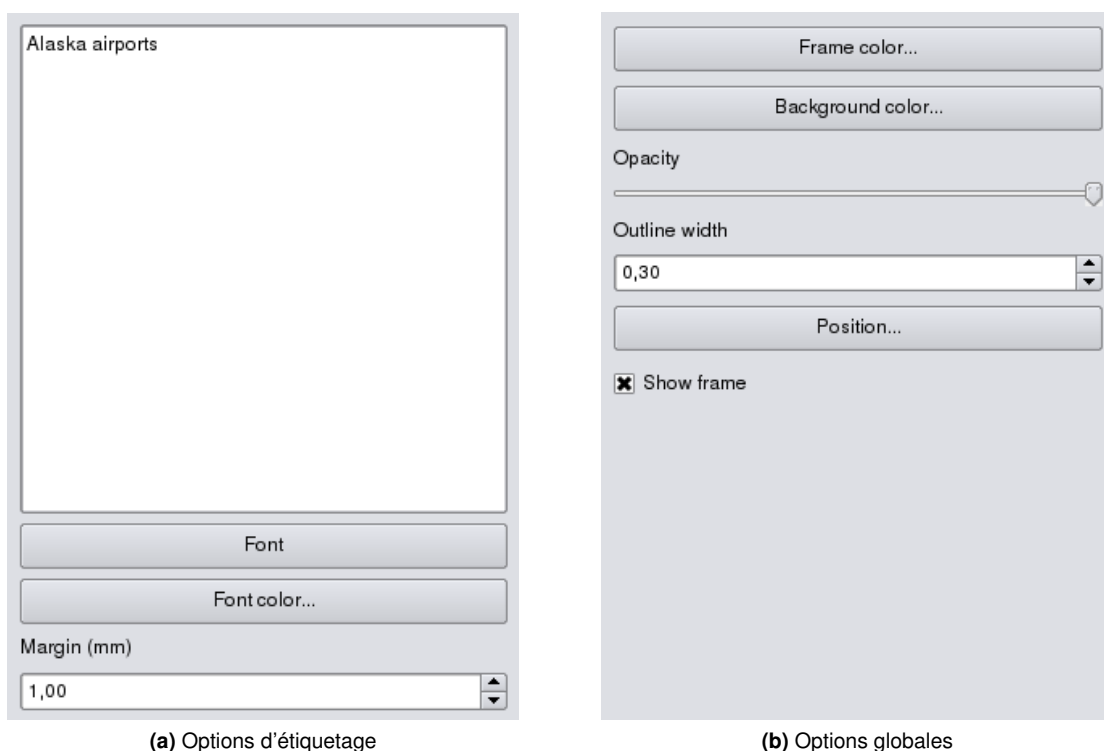 Alaska airports
Font
Font color...
Margin (mm)
1,00
(a) Options d'étiquetage
Frame color...
Background color...
Opacity
Outline width
0,30
Position...
Show frame
(b) Options globales